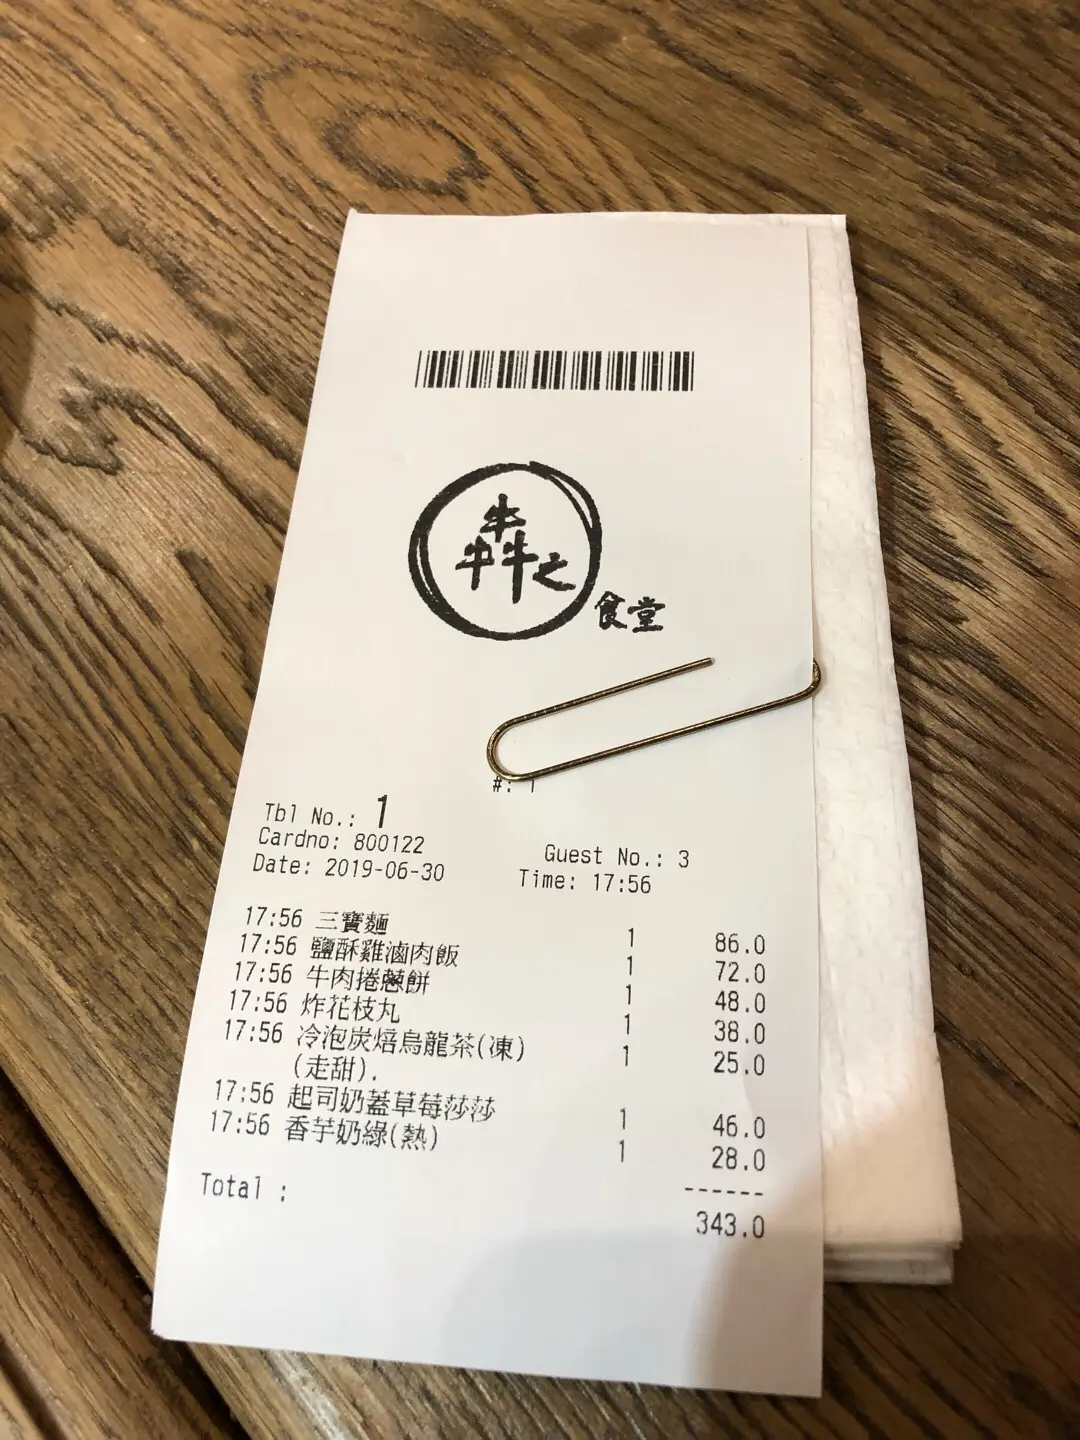 犇之
食堂
#: 1
Tbl No.: 1
Cardno: 800122 Guest No.: 3
Date: 2019-06-30 Time: 17:56
17:56 三寶麵 1 86.0
17:56 鹽酥雞滷肉飯 1 72.0
17:56 牛肉捲蔥餅 1 48.0
17:56 炸花枝丸 1 38.0
17:56 冷泡炭焙烏龍茶(凍) 1 25.0
(走甜).
17:56 起司奶蓋草莓莎莎 1 46.0
17:56 香芋奶綠(熱) 1 28.0
------
Total : 343.0